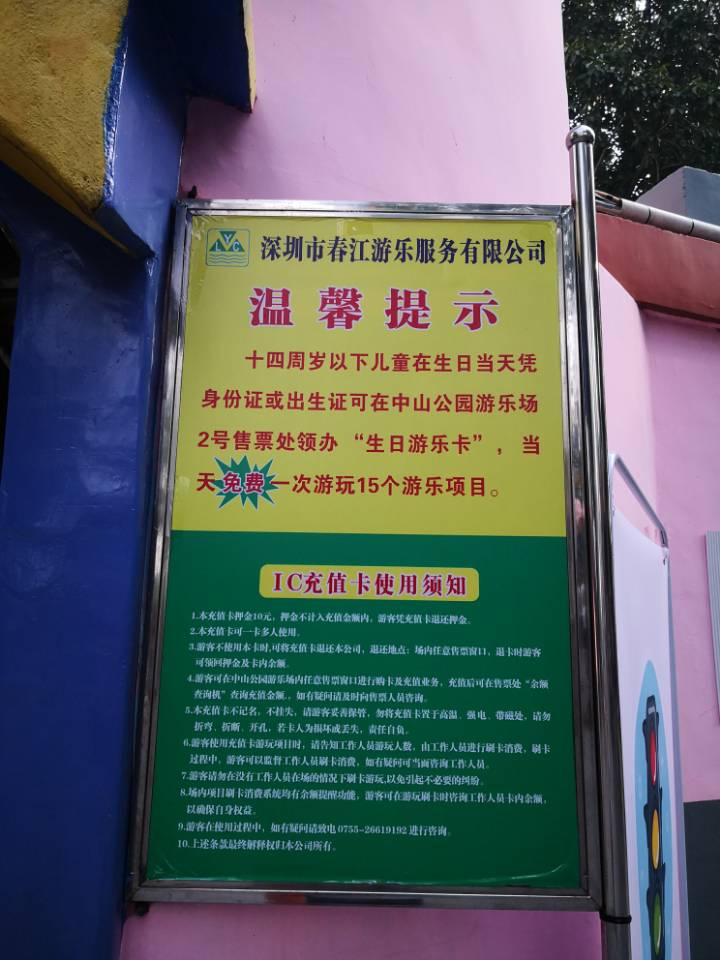 LYC
深圳市春江游乐服务有限公司
温馨提示
十四周岁以下儿童在生日当天凭
身份证或出生证可在中山公园游乐场
2号售票处领办“生日游乐卡”，当
天免费一次游玩15个游乐项目。
IC充值卡使用须知
1.本充值卡押金10元，押金不计入充值金额内，游客凭充值卡退还押金。
2.本充值卡可一卡多人使用。
3.游客不使用本卡时,可将充值卡退还本公司，退还地点：场内任意售票窗口，退卡时游客
可领回押金及卡内余额。
4.游客可在中山公园游乐场内任意售票窗口进行购卡及充值业务，充值后可在售票处“余额
查询机”查询充值金额.，如有疑问请及时向售票人员咨询。
5.本充值卡不记名，不挂失，请游客妥善保管，勿将充值卡置于高温、强电、带磁处，请勿
折弯、折断、开孔，若卡人为损坏或丢失，责任自负。
6.游客使用充值卡游玩项目时，请告知工作人员游玩人数，由工作人员进行刷卡消费，刷卡
过程中，游客可以监督工作人员刷卡消费，如有疑问可当面咨询工作人员。
7.游客请勿在没有工作人员在场的情况下刷卡游玩,以免引起不必要的纠纷。
8.场内项目刷卡消费系统均有余额提醒功能，游客可在游玩刷卡时咨询工作人员卡内余额，
以确保自身权益。
9.游客在使用过程中，如有疑问请致电 0755-26619192 进行咨询。
10.上述条款最终解释权归本公司所有。